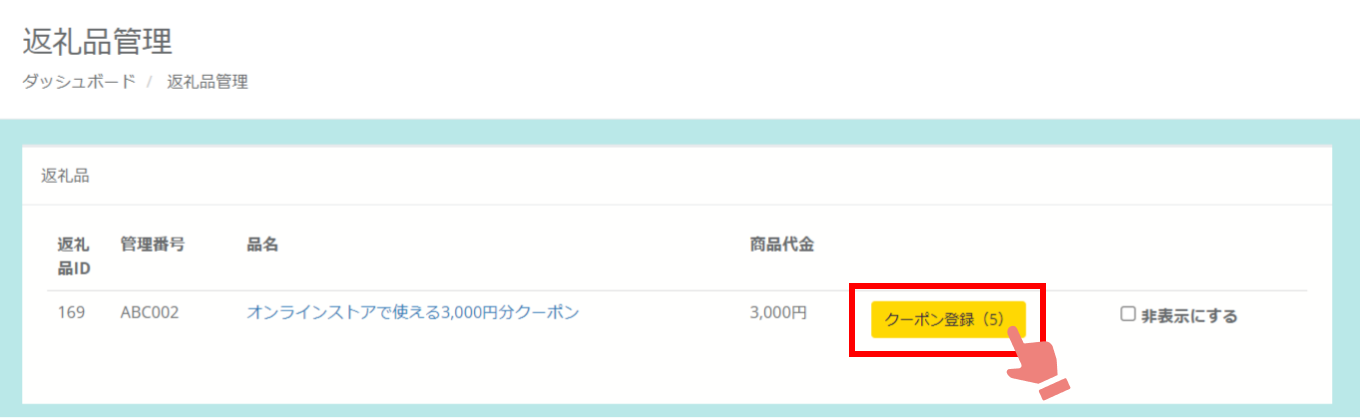 返礼品管理
ダッシュボード / 返礼品管理
返礼品
返礼品ID 管理番号 品名 商品代金
169 ABC002 オンラインストアで使える3,000円分クーポン 3,000円 クーポン登録（5） 非表示にする